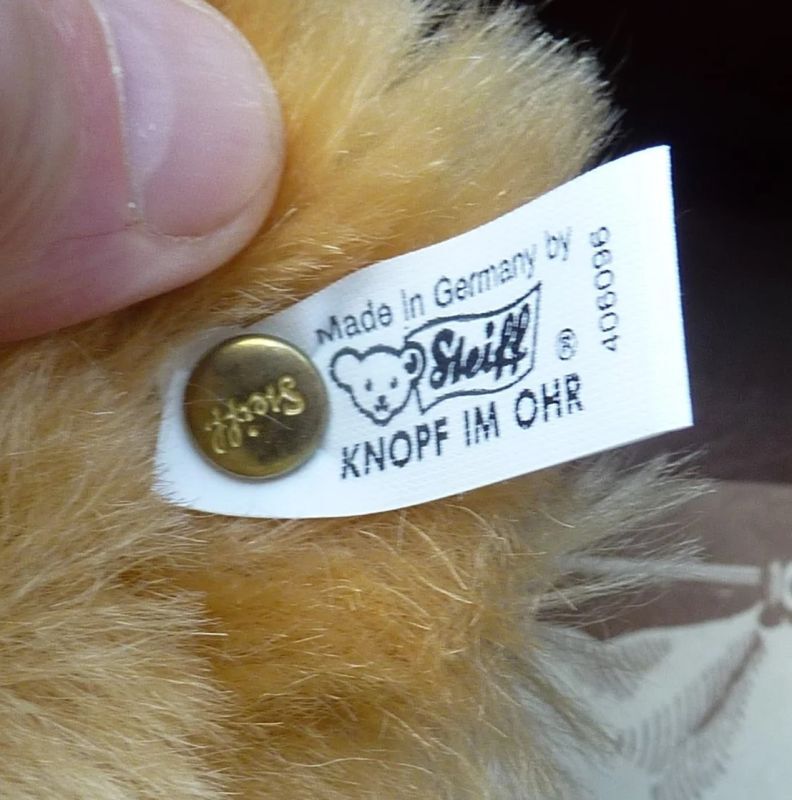 Made in Germany by
Steiff ®
KNOPF IM OHR
406096
Steiff